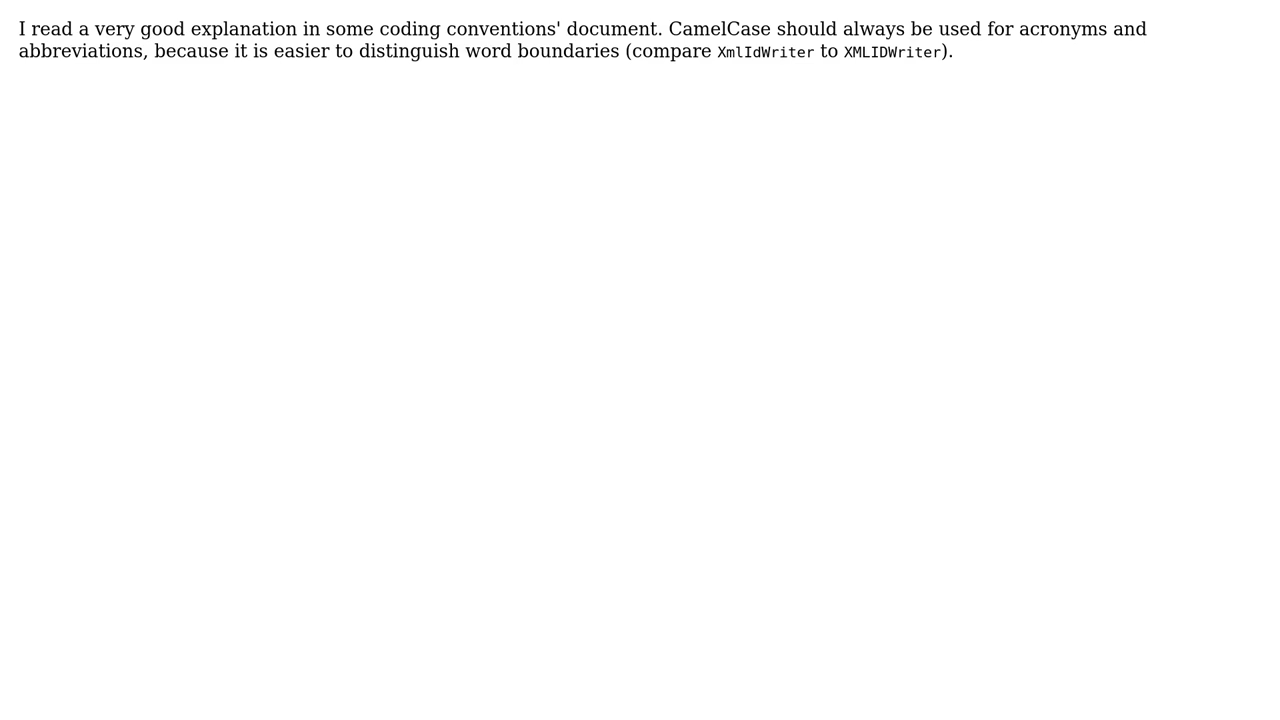 I read a very good explanation in some coding conventions' document. CamelCase should always be used for acronyms and
abbreviations, because it is easier to distinguish word boundaries (compare XmlIdWriter to XMLIDWriter).